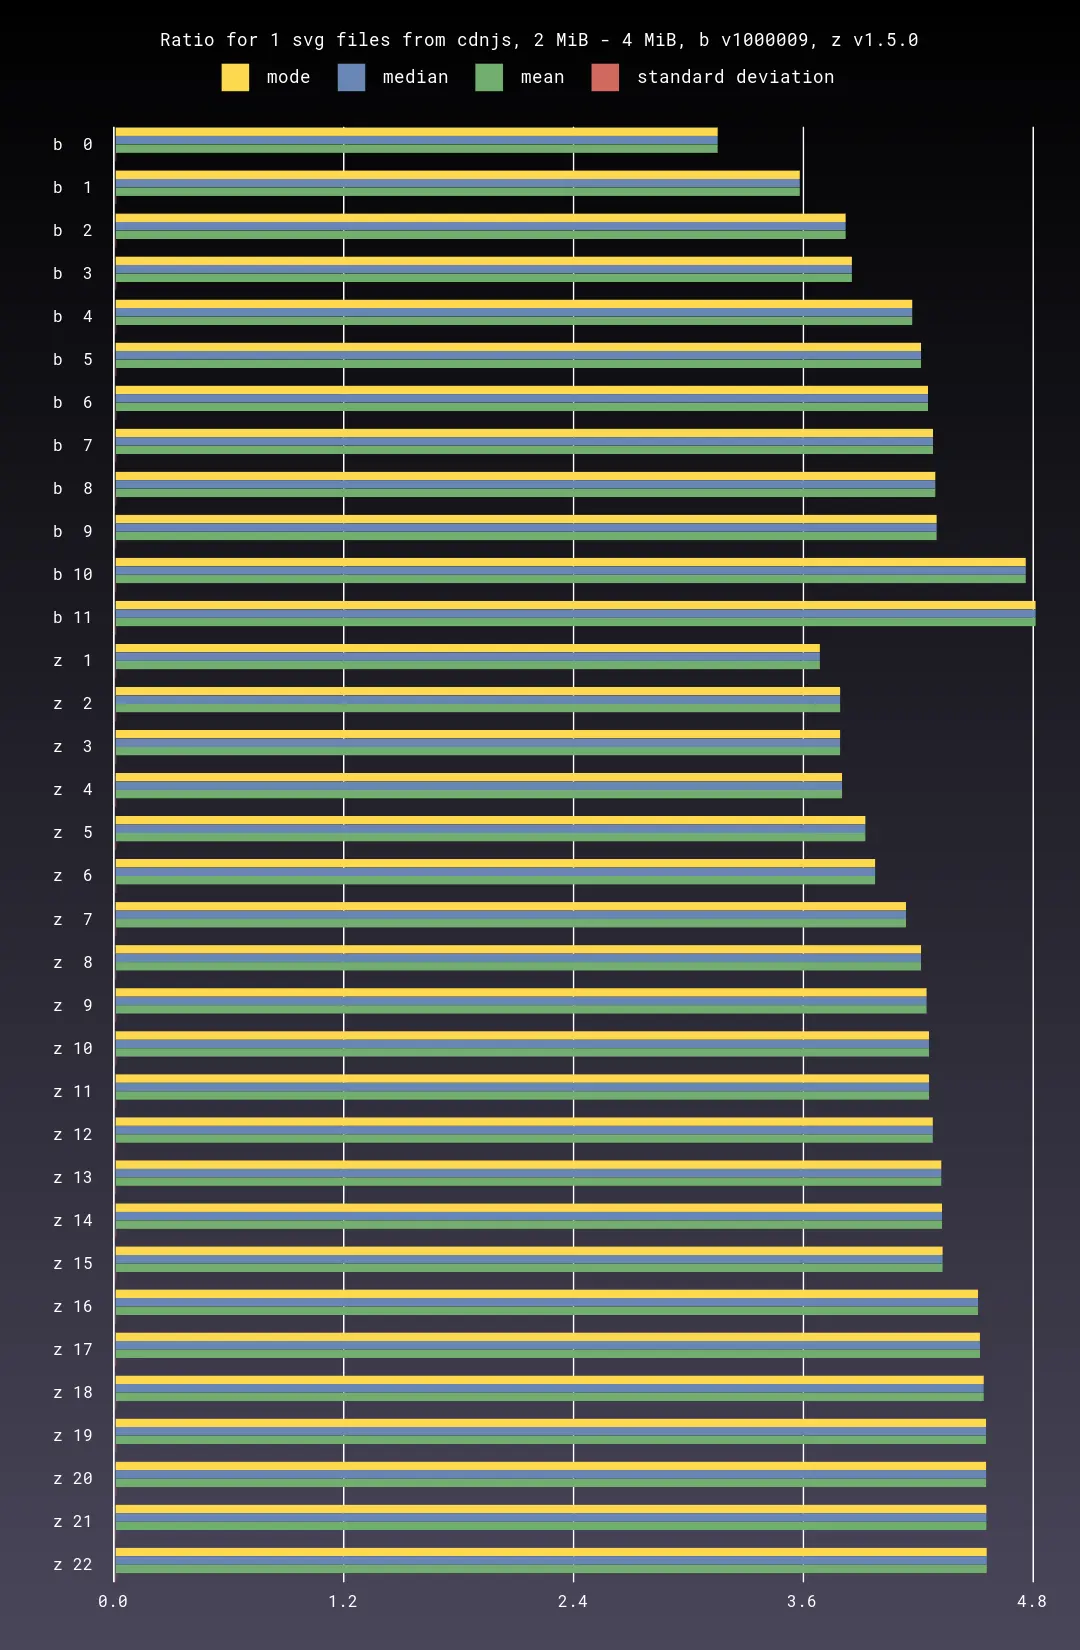 Ratio for 1 svg files from cdnjs, 2 MiB - 4 MiB, b v1000009, z v1.5.0
mode median mean standard deviation
b 0
b 1
b 2
b 3
b 4
b 5
b 6
b 7
b 8
b 9
b 10
b 11
z 1
z 2
z 3
z 4
z 5
z 6
z 7
z 8
z 9
z 10
z 11
z 12
z 13
z 14
z 15
z 16
z 17
z 18
z 19
z 20
z 21
z 22
0.0 1.2 2.4 3.6 4.8